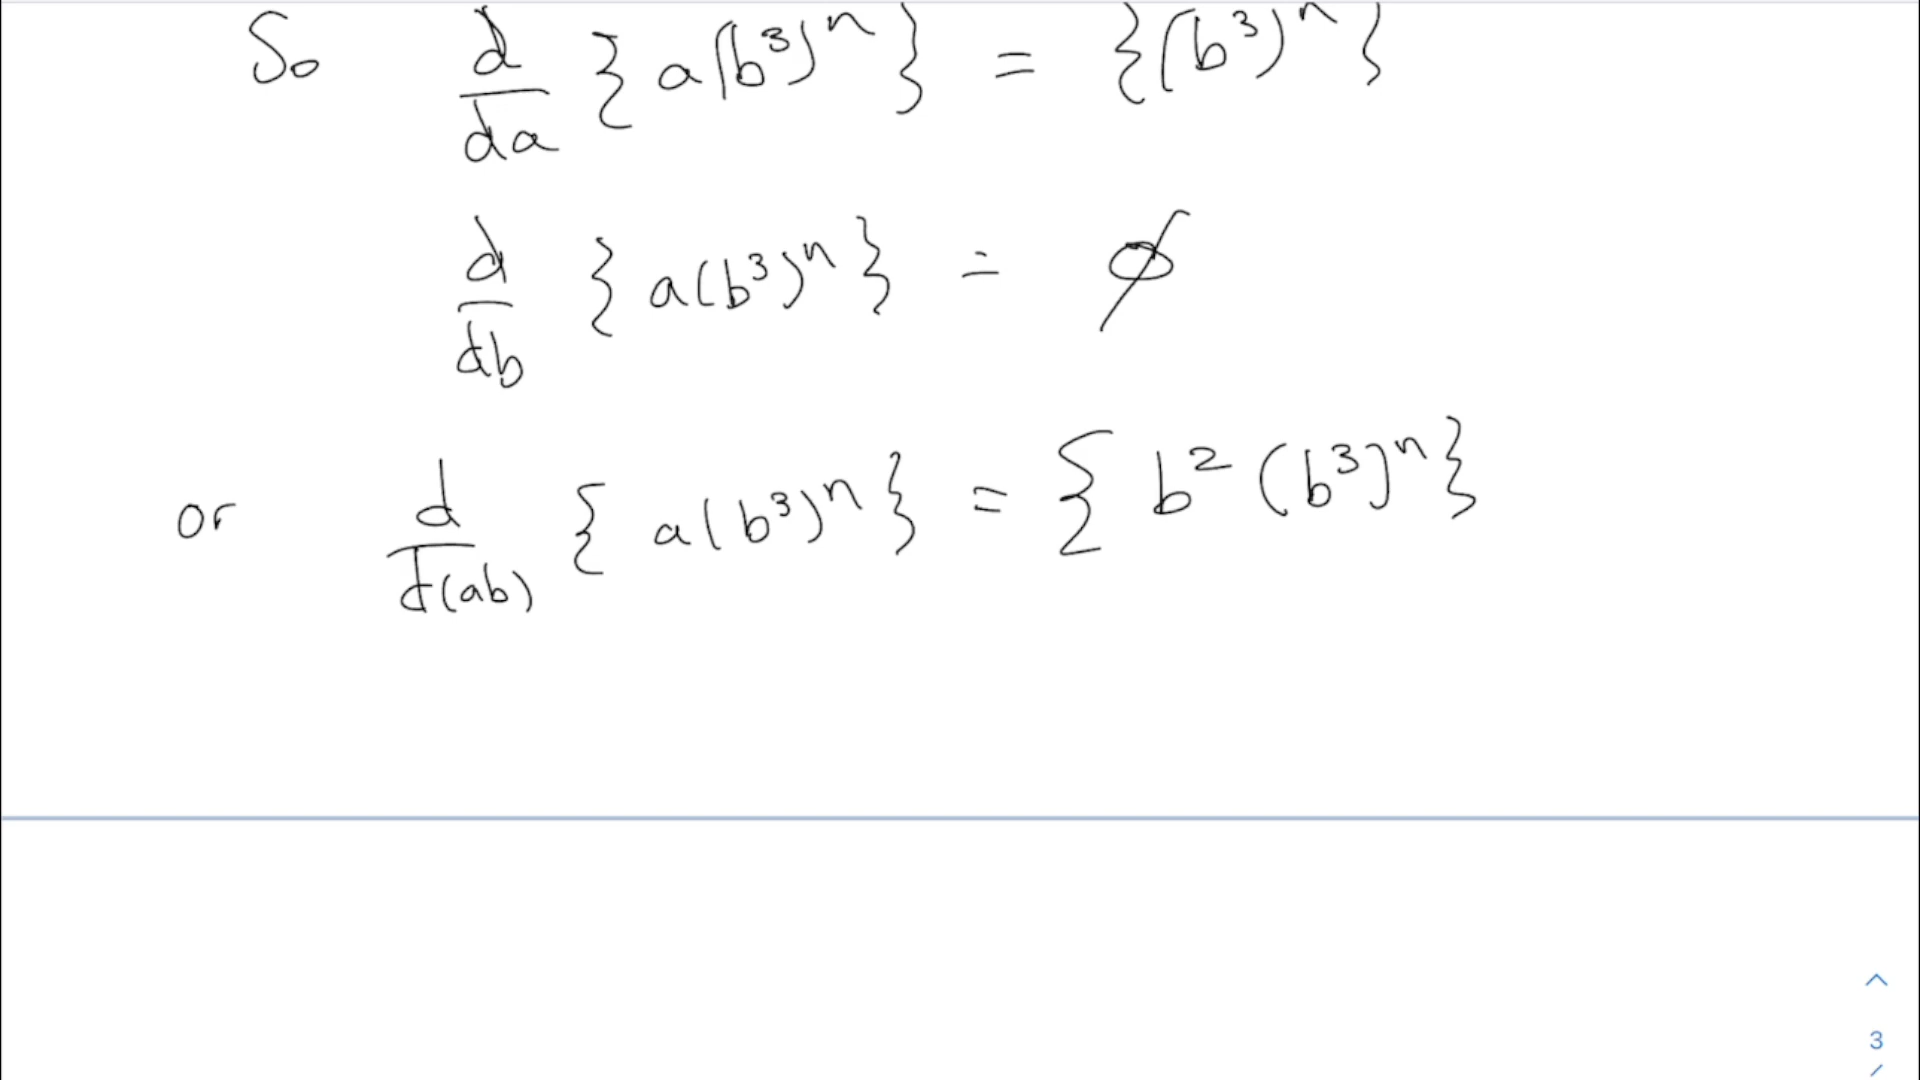 So d/da {a(b³)ⁿ} = {(b³)ⁿ}
d/db {a(b³)ⁿ} = ∅
or d/d(ab) {a(b³)ⁿ} = {b²(b³)ⁿ}
3